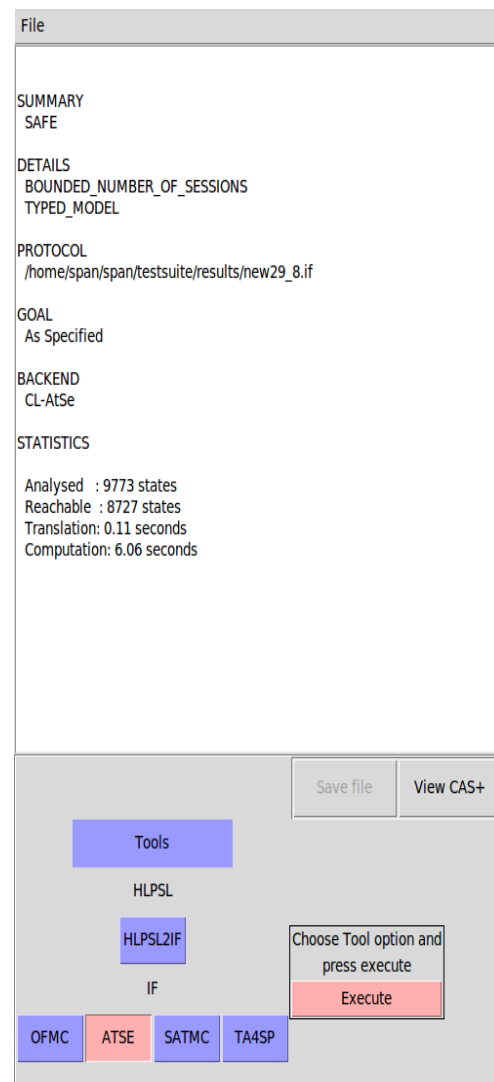 File
SUMMARY
SAFE
DETAILS
BOUNDED_NUMBER_OF_SESSIONS
TYPED_MODEL
PROTOCOL
/home/span/span/testsuite/results/new29_8.if
GOAL
As Specified
BACKEND
CL-AtSe
STATISTICS
Analysed : 9773 states
Reachable : 8727 states
Translation: 0.11 seconds
Computation: 6.06 seconds
Save file View CAS+
Tools
HLPSL
HLPSL2IF
Choose Tool option and
press execute
IF
Execute
OFMC ATSE SATMC TA4SP